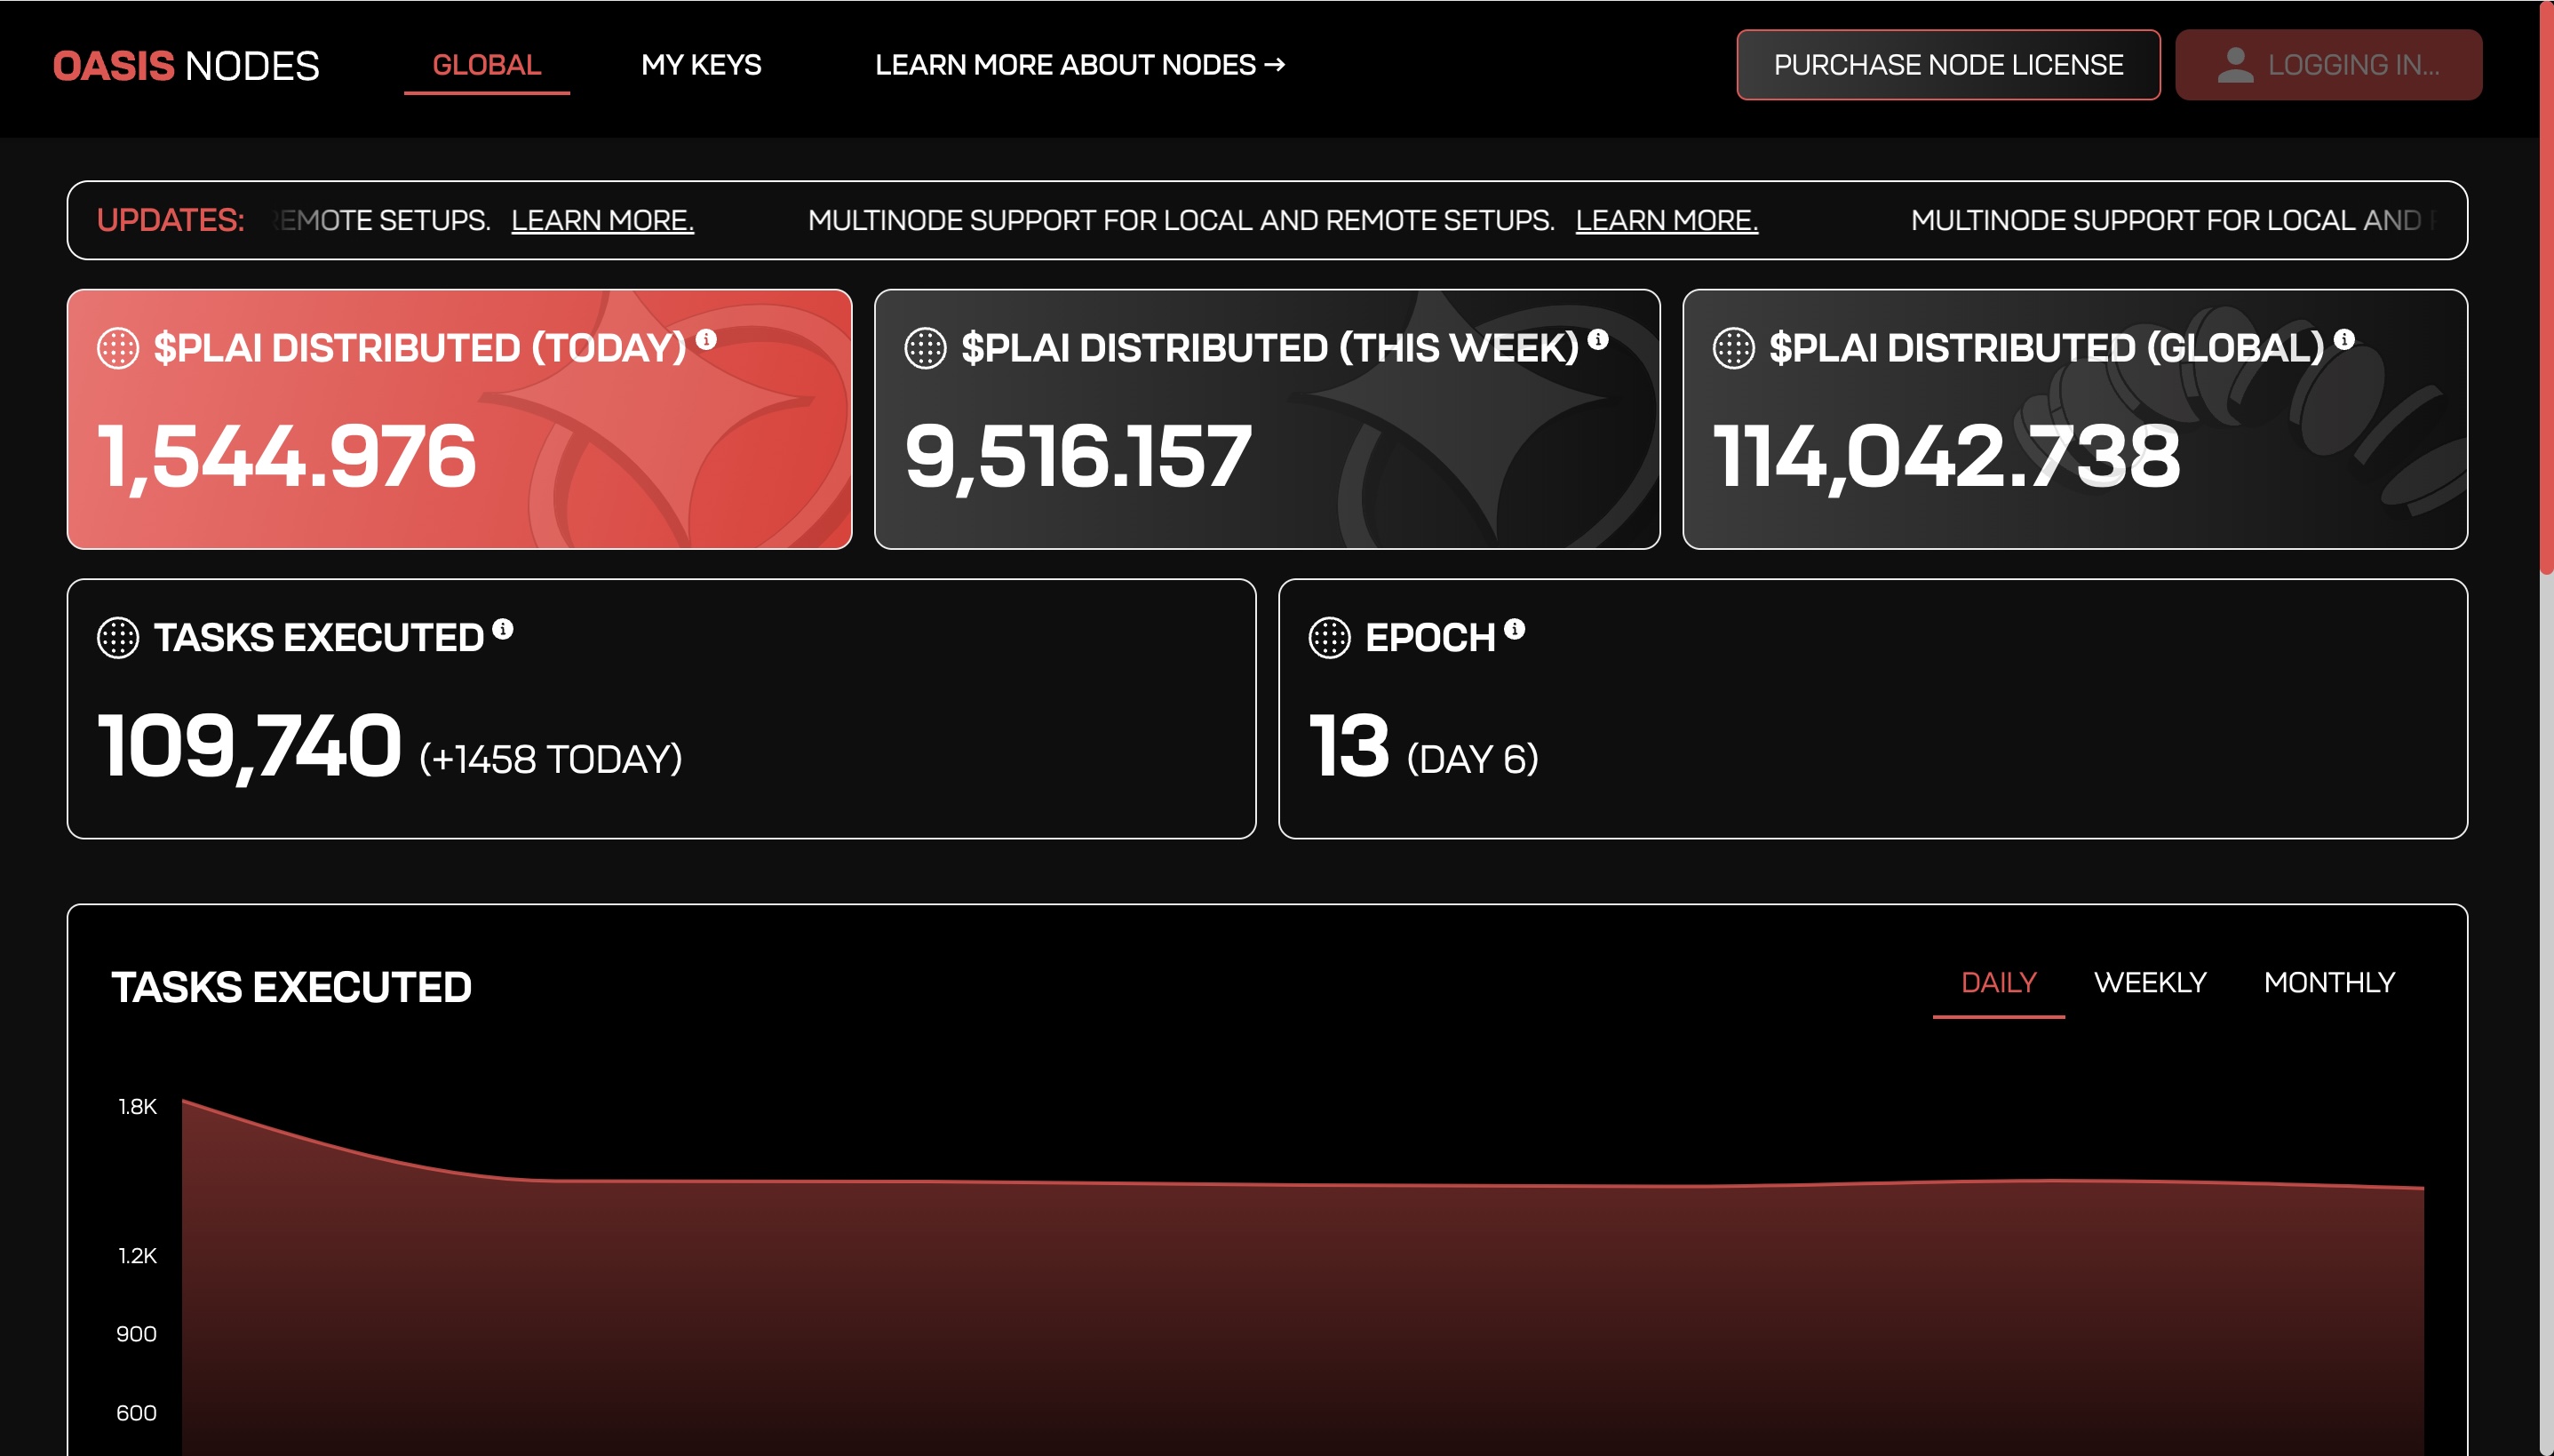 OASIS NODES
GLOBAL
MY KEYS
LEARN MORE ABOUT NODES →
PURCHASE NODE LICENSE
LOGGING IN...
UPDATES: REMOTE SETUPS. LEARN MORE. MULTINODE SUPPORT FOR LOCAL AND REMOTE SETUPS. LEARN MORE. MULTINODE SUPPORT FOR LOCAL AND
$PLAI DISTRIBUTED (TODAY)
1,544.976
$PLAI DISTRIBUTED (THIS WEEK)
9,516.157
$PLAI DISTRIBUTED (GLOBAL)
114,042.738
TASKS EXECUTED
109,740 (+1458 TODAY)
EPOCH
13 (DAY 6)
TASKS EXECUTED
DAILY
WEEKLY
MONTHLY
1.8K
1.2K
900
600